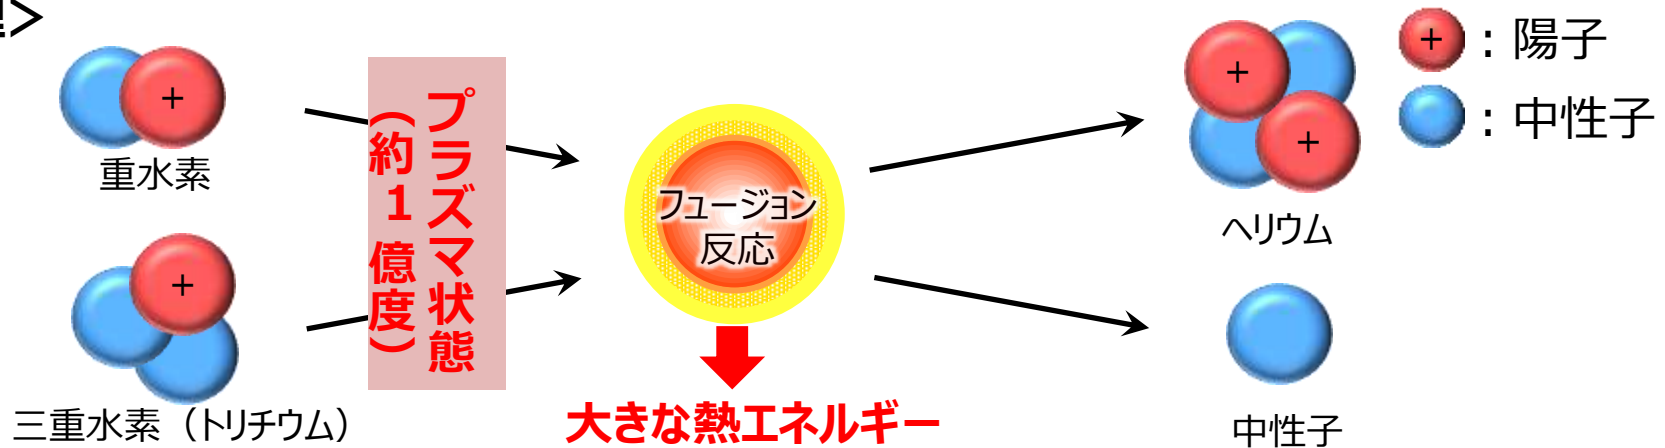 >
+
重水素
+
三重水素（トリチウム）
プラズマ状態
（約１億度）
フュージョン
反応
大きな熱エネルギー
+
+
ヘリウム
中性子
+：陽子
：中性子